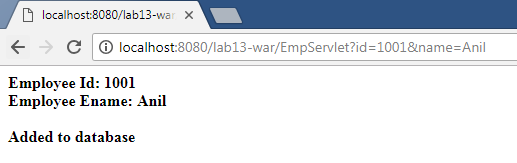 localhost:8080/lab13-war
localhost:8080/lab13-war/EmpServlet?id=1001&name=Anil
Employee Id: 1001
Employee Ename: Anil
Added to database